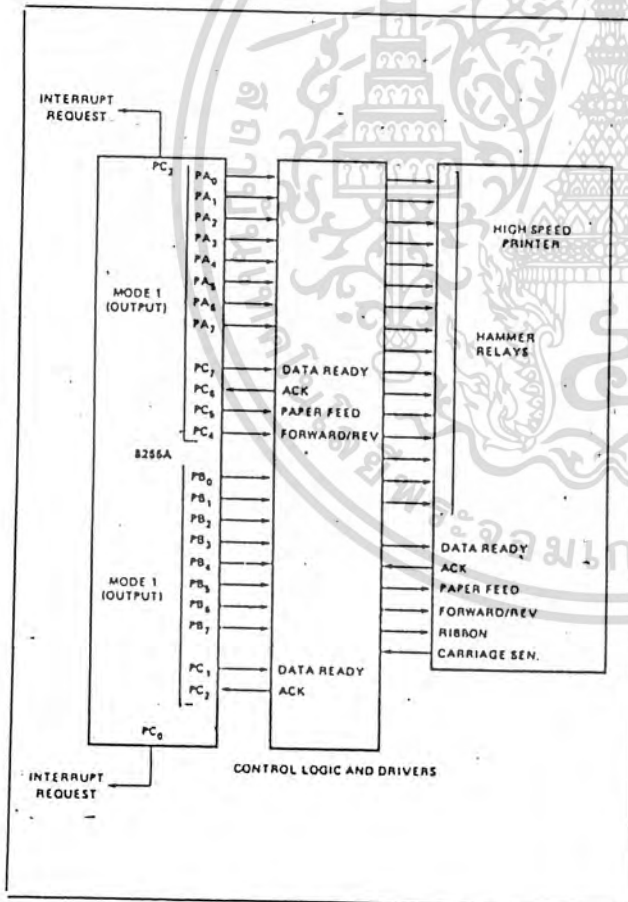 INTERRUPT
REQUEST
PC3
PA0
PA1
PA2
PA3
PA4
PA5
PA6
PA7
MODE 1
(OUTPUT)
PC7
PC6
PC5
PC4
8255A
PB0
PB1
PB2
PB3
PB4
PB5
PB6
PB7
MODE 1
(OUTPUT)
PC1
PC2
PC0
INTERRUPT
REQUEST
DATA READY
ACK
PAPER FEED
FORWARD/REV
DATA READY
ACK
CONTROL LOGIC AND DRIVERS
HIGH SPEED
PRINTER
HAMMER
RELAYS
DATA READY
ACK
PAPER FEED
FORWARD/REV
RIBBON
CARRIAGE SEN.